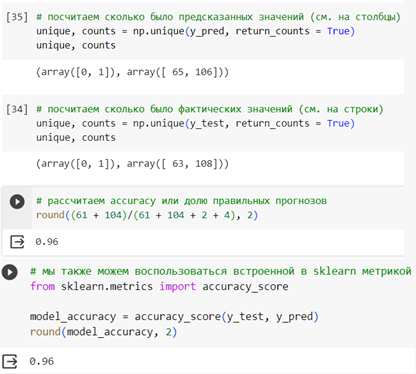 [35] # посчитаем сколько было предсказанных значений (см. на столбцы)
unique, counts = np.unique(y_pred, return_counts = True)
unique, counts
(array([0, 1]), array([ 65, 106]))
[34] # посчитаем сколько было фактических значений (см. на строки)
unique, counts = np.unique(y_test, return_counts = True)
unique, counts
(array([0, 1]), array([ 63, 108]))
# рассчитаем accuracy или долю правильных прогнозов
round((61 + 104)/(61 + 104 + 2 + 4), 2)
0.96
# мы также можем воспользоваться встроенной в sklearn метрикой
from sklearn.metrics import accuracy_score
model_accuracy = accuracy_score(y_test, y_pred)
round(model_accuracy, 2)
0.96